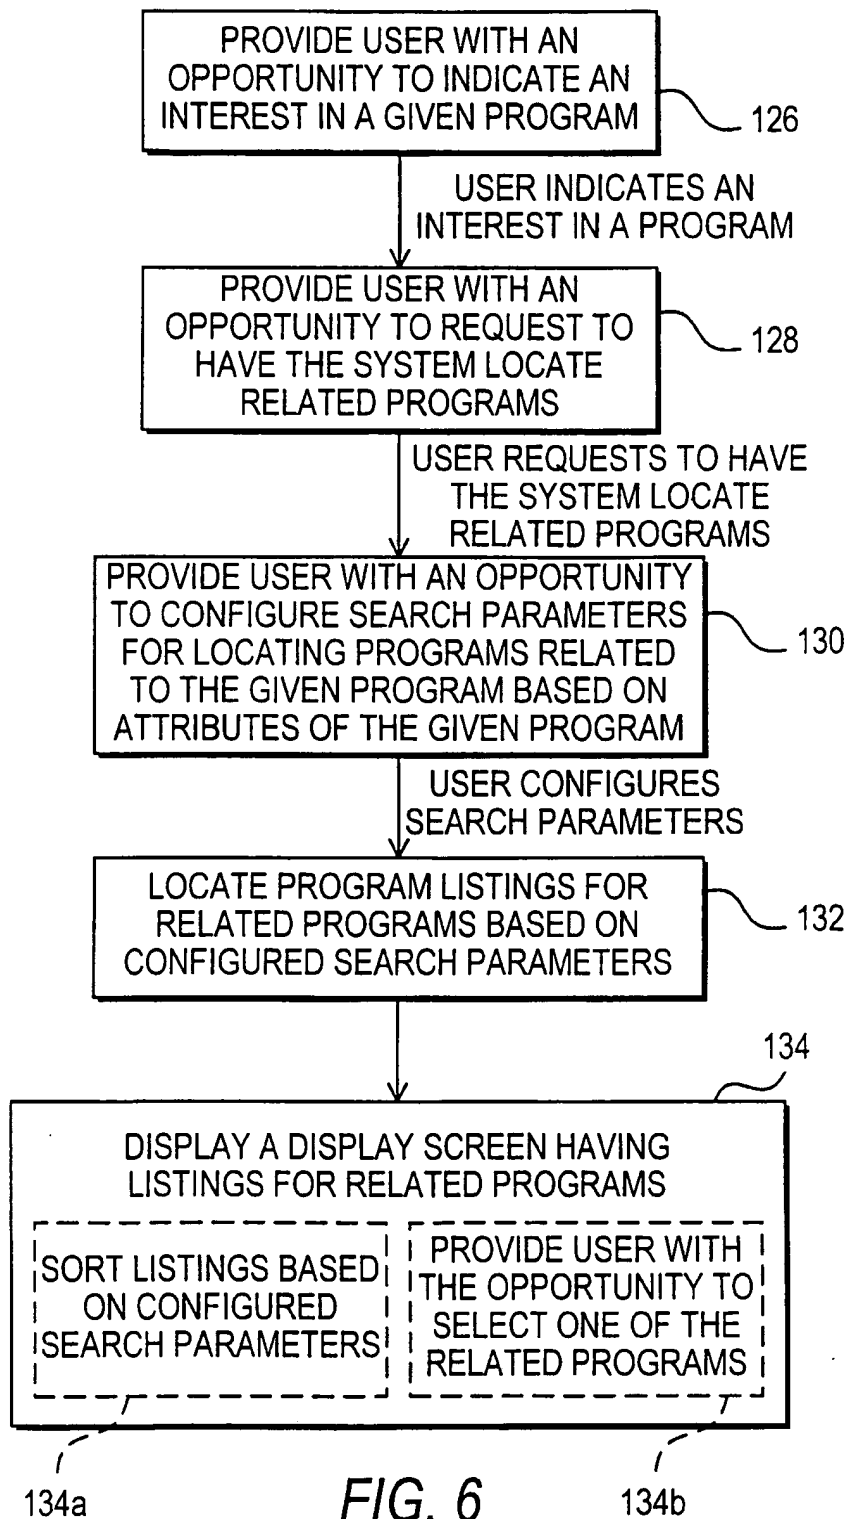 PROVIDE USER WITH AN
OPPORTUNITY TO INDICATE AN
INTEREST IN A GIVEN PROGRAM
126
USER INDICATES AN
INTEREST IN A PROGRAM
PROVIDE USER WITH AN
OPPORTUNITY TO REQUEST TO
HAVE THE SYSTEM LOCATE
RELATED PROGRAMS
128
USER REQUESTS TO HAVE
THE SYSTEM LOCATE
RELATED PROGRAMS
PROVIDE USER WITH AN OPPORTUNITY
TO CONFIGURE SEARCH PARAMETERS
FOR LOCATING PROGRAMS RELATED
TO THE GIVEN PROGRAM BASED ON
ATTRIBUTES OF THE GIVEN PROGRAM
130
USER CONFIGURES
SEARCH PARAMETERS
LOCATE PROGRAM LISTINGS FOR
RELATED PROGRAMS BASED ON
CONFIGURED SEARCH PARAMETERS
132
134
DISPLAY A DISPLAY SCREEN HAVING
LISTINGS FOR RELATED PROGRAMS
SORT LISTINGS BASED
ON CONFIGURED
SEARCH PARAMETERS
PROVIDE USER WITH
THE OPPORTUNITY TO
SELECT ONE OF THE
RELATED PROGRAMS
134a
134b
FIG. 6